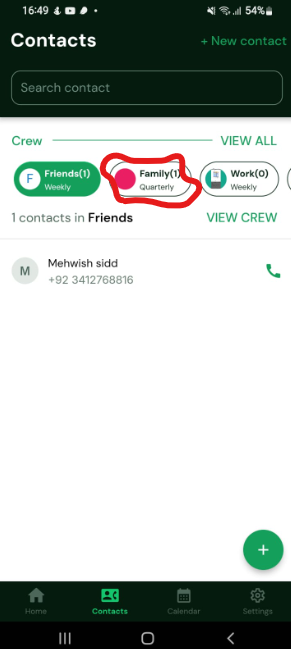 16:49 54%
Contacts + New contact
Search contact
Crew VIEW ALL
F Friends(1) Family(1) Work(0)
Weekly Quarterly Weekly
1 contacts in Friends VIEW CREW
M Mehwish sidd
+92 3412768816
+
Home Contacts Calendar Settings